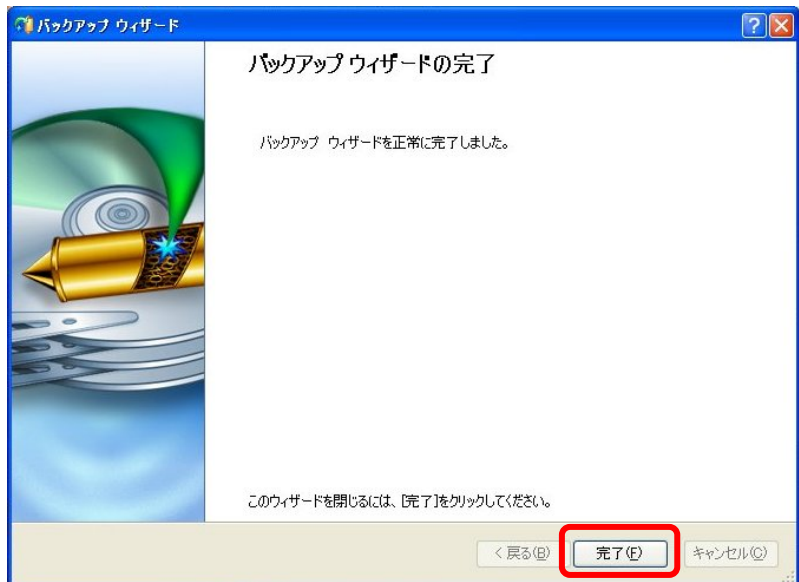 バックアップ ウィザード
バックアップ ウィザードの完了
バックアップ ウィザードを正常に完了しました。
このウィザードを閉じるには、[完了]をクリックしてください。
< 戻る(B) 完了(F) キャンセル(C)